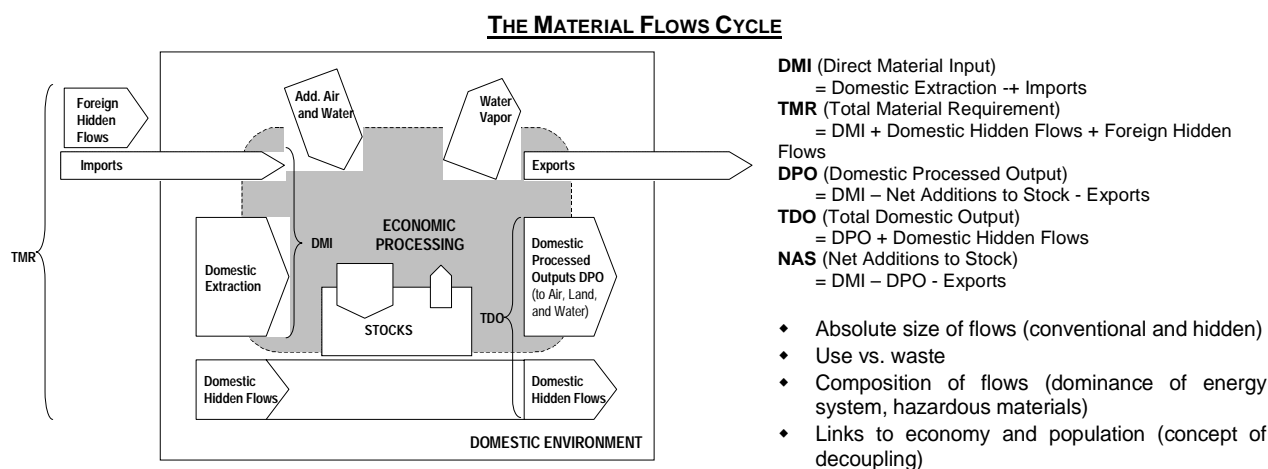 THE MATERIAL FLOWS CYCLE
Foreign
Hidden
Flows
Add. Air
and Water
Water
Vapor
Imports
Exports
TMR
ECONOMIC
PROCESSING
DMI
Domestic
Extraction
Domestic
Processed
Outputs DPO
(to Air, Land,
and Water)
STOCKS
TDO
Domestic
Hidden Flows
Domestic
Hidden Flows
DOMESTIC ENVIRONMENT
DMI (Direct Material Input)
= Domestic Extraction -+ Imports
TMR (Total Material Requirement)
= DMI + Domestic Hidden Flows + Foreign Hidden
Flows
DPO (Domestic Processed Output)
= DMI – Net Additions to Stock - Exports
TDO (Total Domestic Output)
= DPO + Domestic Hidden Flows
NAS (Net Additions to Stock)
= DMI – DPO - Exports
◆ Absolute size of flows (conventional and hidden)
◆ Use vs. waste
◆ Composition of flows (dominance of energy
system, hazardous materials)
◆ Links to economy and population (concept of
decoupling)